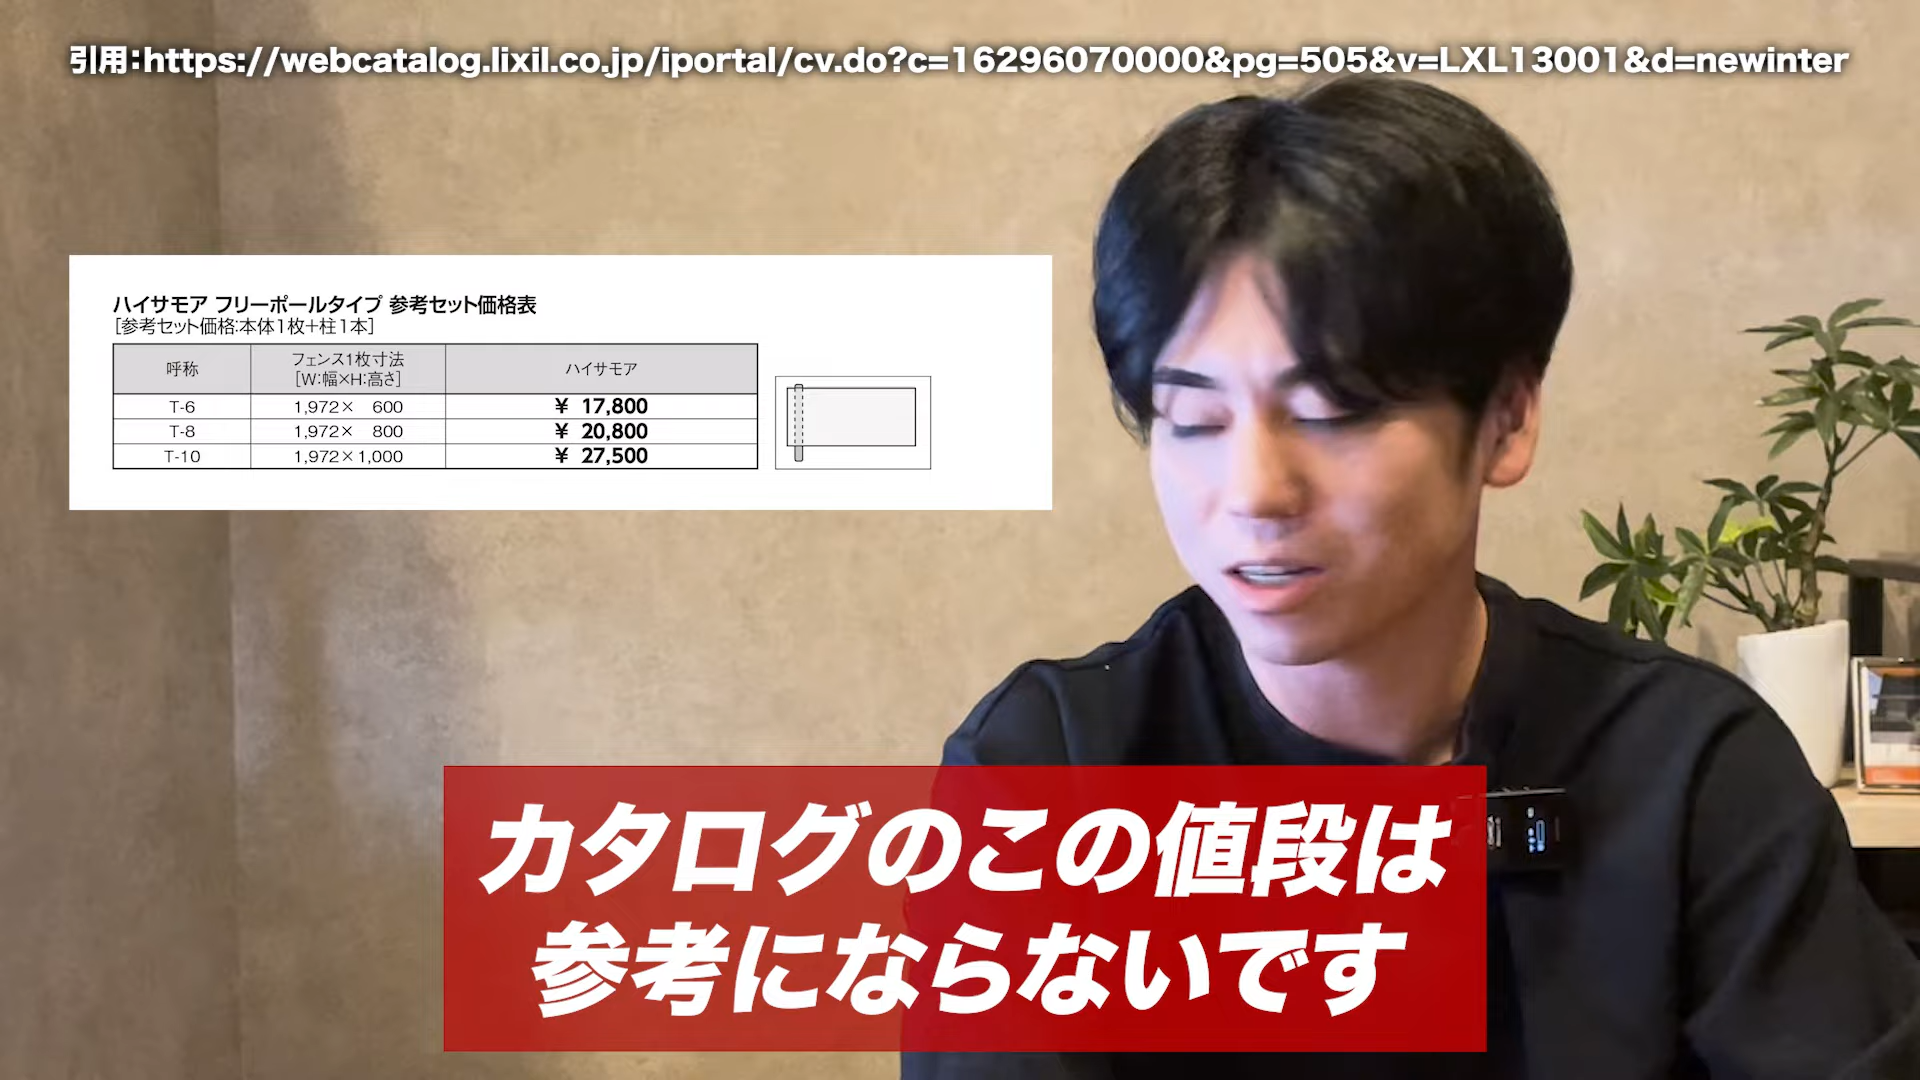 引用:https://webcatalog.lixil.co.jp/iportal/cv.do?c=16296070000&pg=505&v=LXL13001&d=newinter
ハイサモア フリーポールタイプ 参考セット価格表
[参考セット価格:本体1枚+柱1本]
呼称 フェンス1枚寸法 [W:幅×H:高さ] ハイサモア
T-6 1,972× 600 ¥ 17,800
T-8 1,972× 800 ¥ 20,800
T-10 1,972×1,000 ¥ 27,500
カタログのこの値段は
参考にならないです